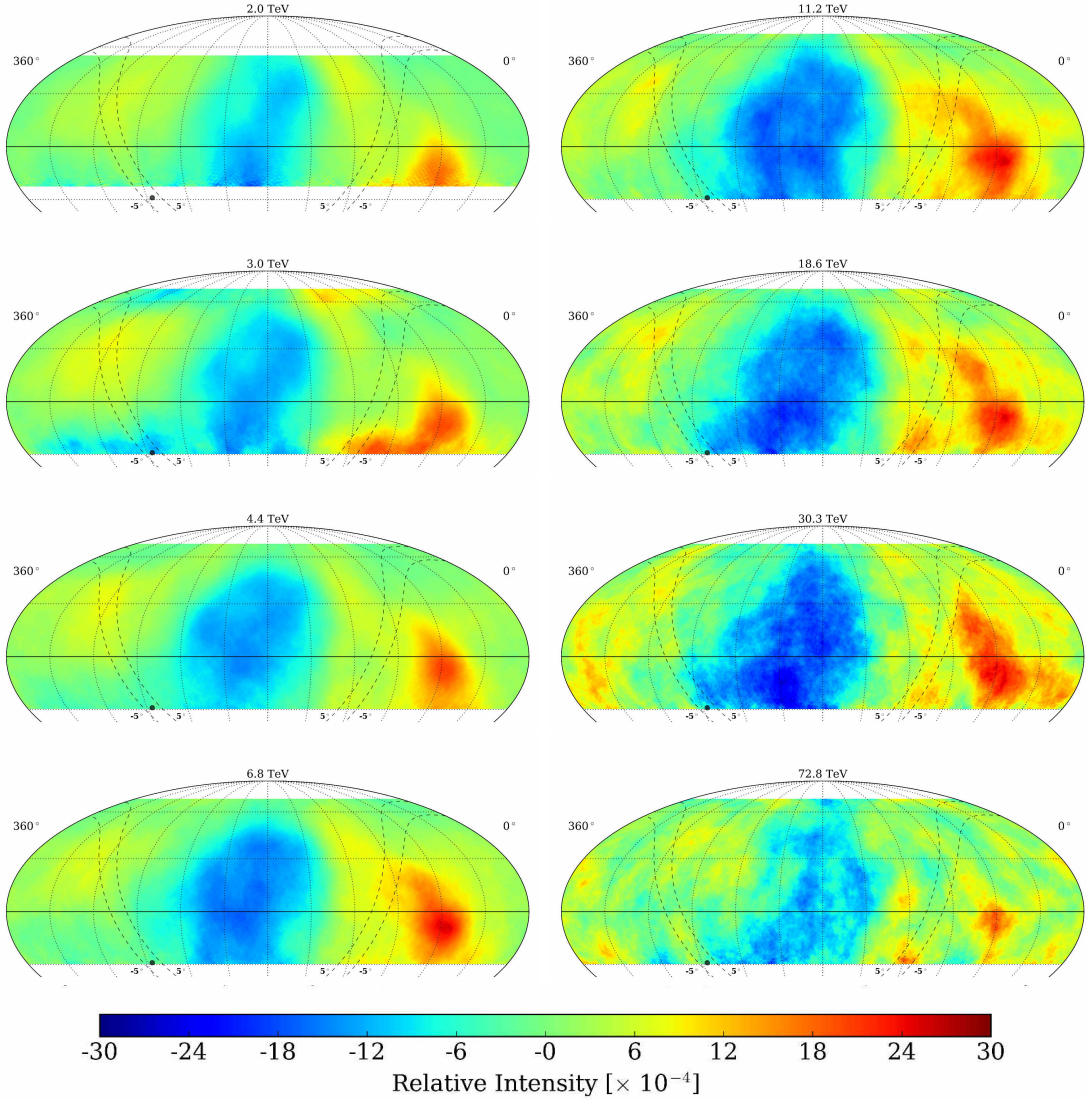 2.0 TeV
360° 0°
-5° 5° 5° -5°
11.2 TeV
360° 0°
-5° 5° 5° -5°
3.0 TeV
360° 0°
-5° 5° 5° -5°
18.6 TeV
360° 0°
-5° 5° 5° -5°
4.4 TeV
360° 0°
-5° 5° 5° -5°
30.3 TeV
360° 0°
-5° 5° 5° -5°
6.8 TeV
360° 0°
-5° 5° 5° -5°
72.8 TeV
360° 0°
-5° 5° 5° -5°
-30 -24 -18 -12 -6 -0 6 12 18 24 30
Relative Intensity [× 10⁻⁴]